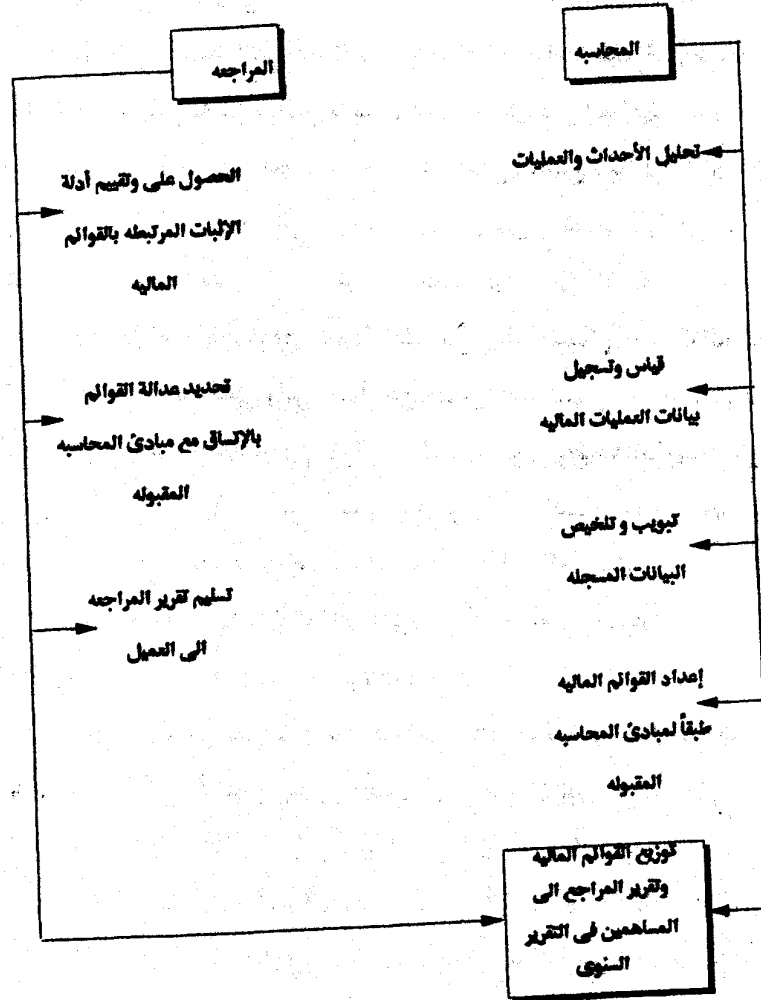 المحاسبه
تحليل الأحداث والعمليات
قياس وتسجيل
بيانات العمليات الماليه
تبويب و تلخيص
البيانات المسجله
إعداد القوائم الماليه
طبقاً لمبادئ المحاسبه
المقبوله
المراجعه
الحصول على وتقييم أدلة
الإثبات المرتبطه بالقوائم
الماليه
تحديد عدالة القوائم
بالإتساق مع مبادئ المحاسبه
المقبوله
تسليم تقرير المراجعه
الى العميل
توزيع القوائم الماليه
وتقرير المراجع الى
المساهمين فى التقرير
السنوى